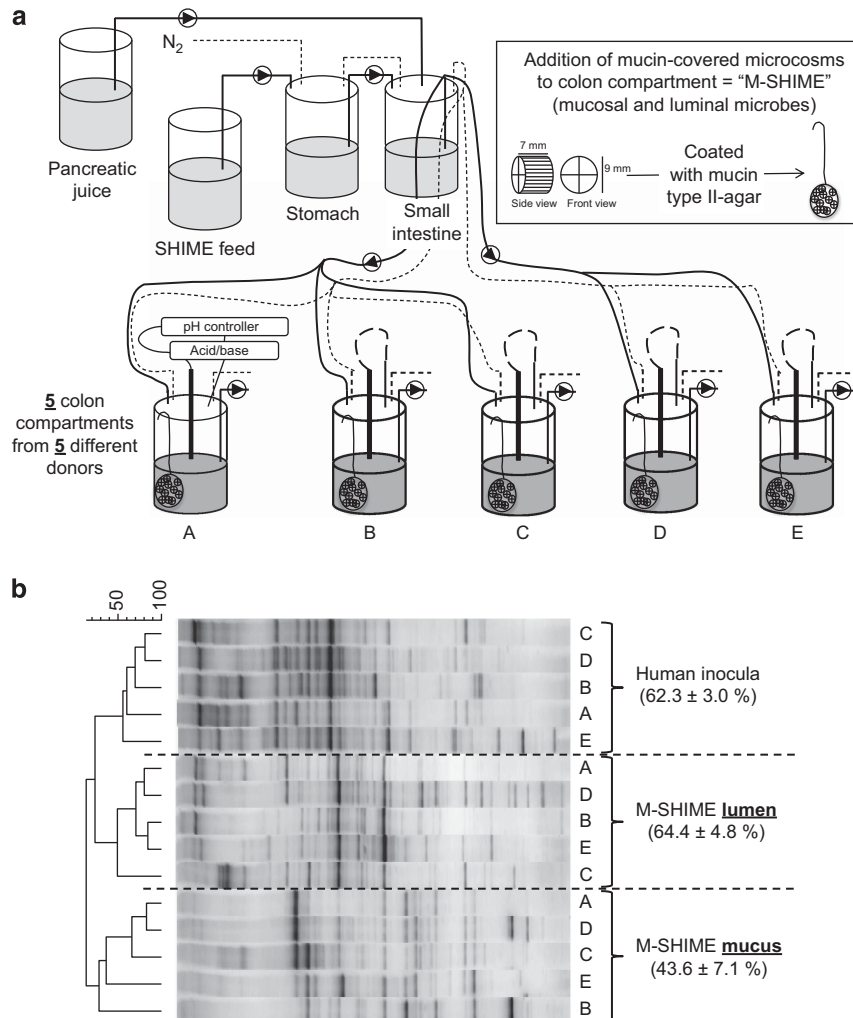 a
N2
Pancreatic
juice
SHIME feed
Stomach
Small
intestine
Addition of mucin-covered microcosms
to colon compartment = “M-SHIME”
(mucosal and luminal microbes)
7 mm
9 mm
Side view
Front view
Coated
with mucin
type II-agar
pH controller
Acid/base
5 colon
compartments
from 5 different
donors
A
B
C
D
E
b
50
100
C
D
B
A
E
Human inocula
(62.3 ± 3.0 %)
A
D
B
E
C
M-SHIME lumen
(64.4 ± 4.8 %)
A
D
C
E
B
M-SHIME mucus
(43.6 ± 7.1 %)